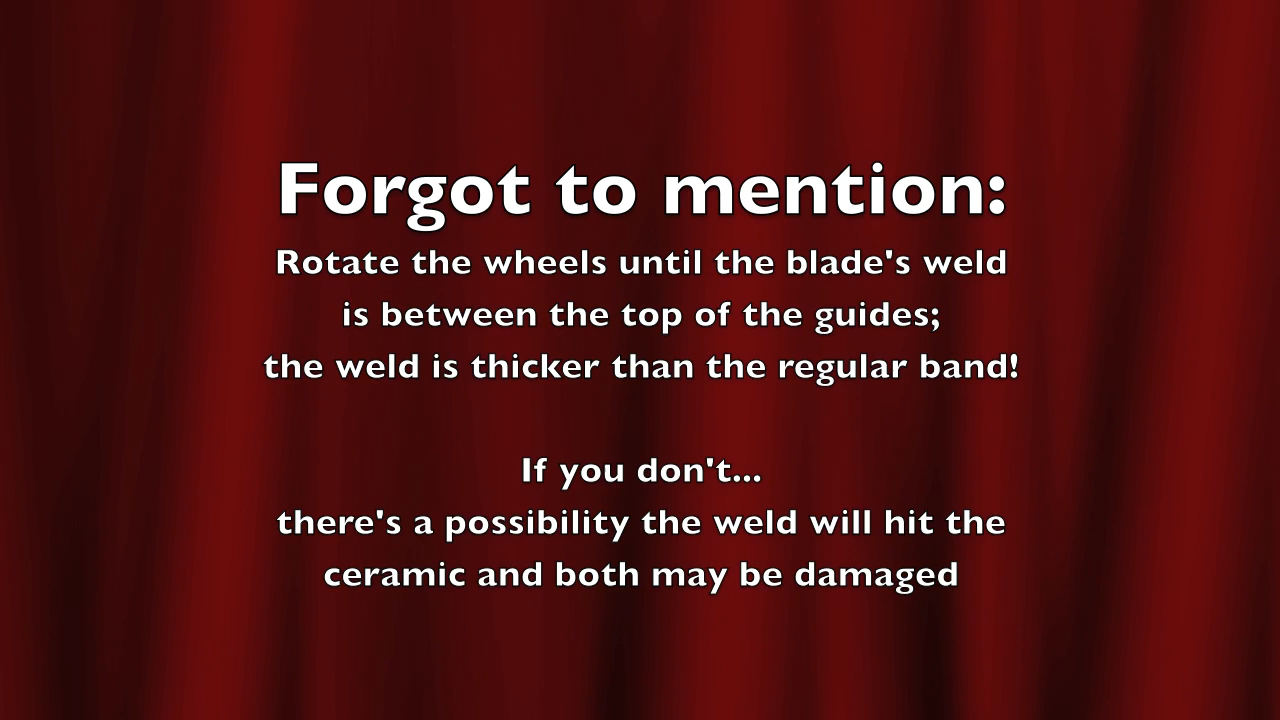 Forgot to mention:
Rotate the wheels until the blade's weld
is between the top of the guides;
the weld is thicker than the regular band!
If you don't...
there's a possibility the weld will hit the
ceramic and both may be damaged